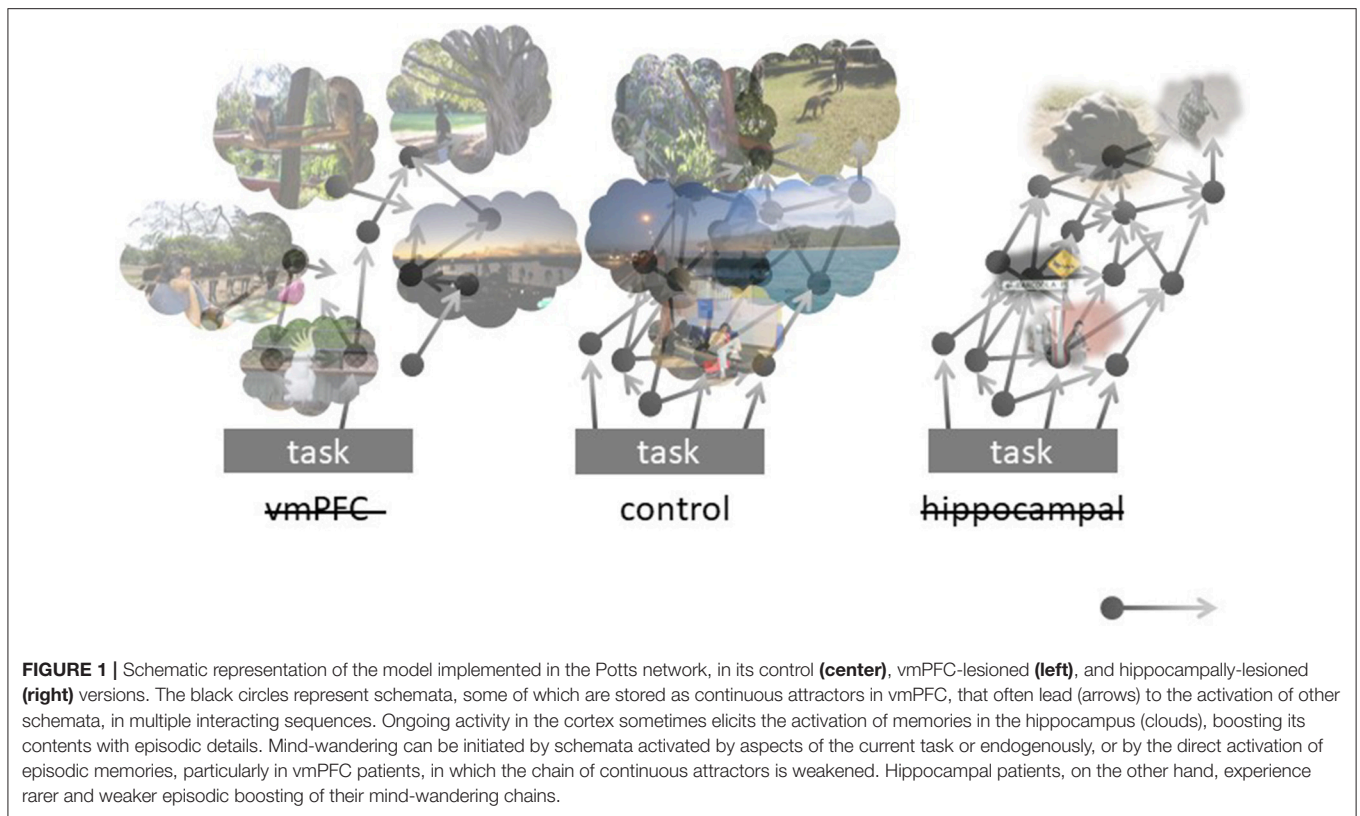 task
task
task
vmPFC
control
hippocampal
FIGURE 1 | Schematic representation of the model implemented in the Potts network, in its control (center), vmPFC-lesioned (left), and hippocampally-lesioned
(right) versions. The black circles represent schemata, some of which are stored as continuous attractors in vmPFC, that often lead (arrows) to the activation of other
schemata, in multiple interacting sequences. Ongoing activity in the cortex sometimes elicits the activation of memories in the hippocampus (clouds), boosting its
contents with episodic details. Mind-wandering can be initiated by schemata activated by aspects of the current task or endogenously, or by the direct activation of
episodic memories, particularly in vmPFC patients, in which the chain of continuous attractors is weakened. Hippocampal patients, on the other hand, experience
rarer and weaker episodic boosting of their mind-wandering chains.